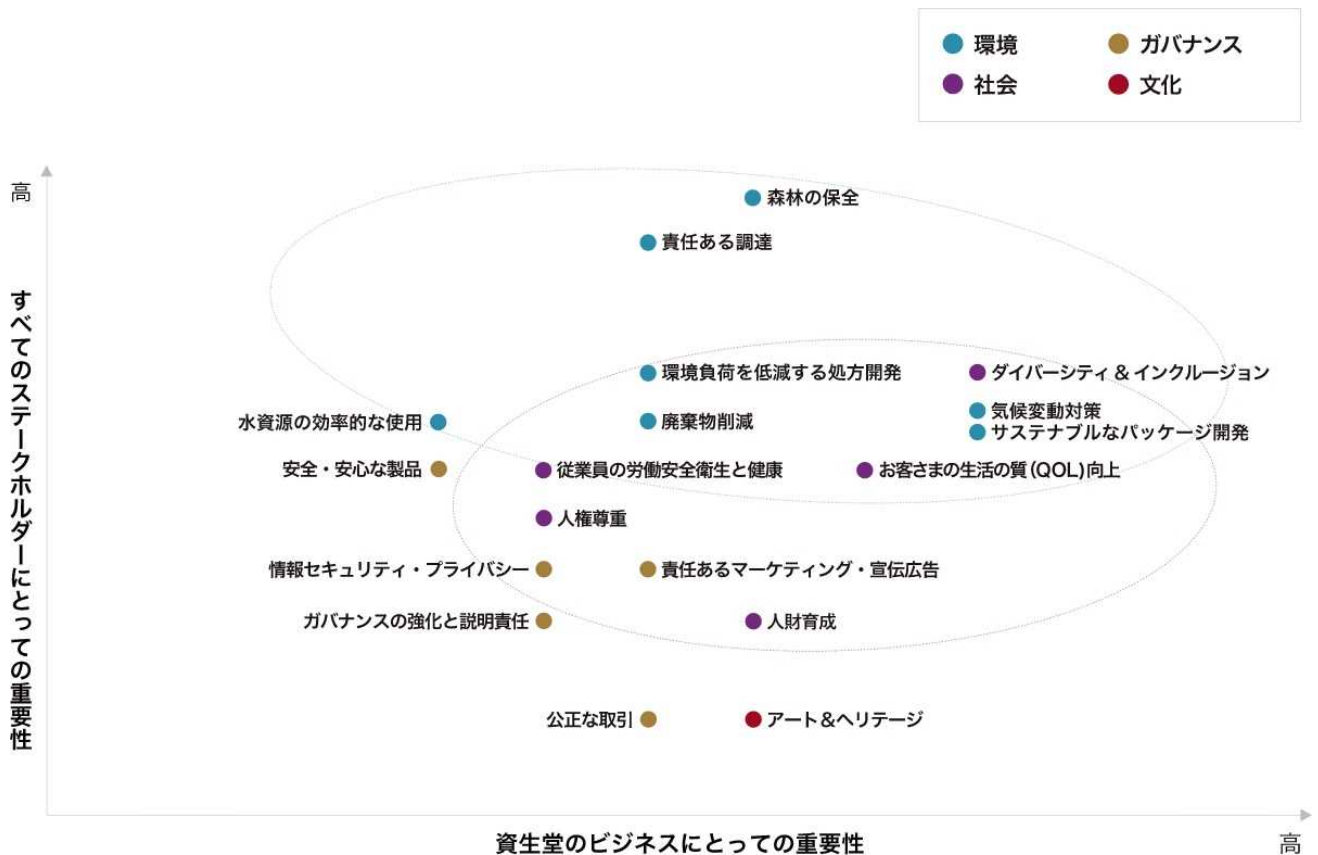 環境
ガバナンス
社会
文化
高
すべてのステークホルダーにとっての重要性
森林の保全
責任ある調達
環境負荷を低減する処方開発
ダイバーシティ & インクルージョン
気候変動対策
水資源の効率的な使用
廃棄物削減
サステナブルなパッケージ開発
安全・安心な製品
従業員の労働安全衛生と健康
お客さまの生活の質(QOL)向上
人権尊重
情報セキュリティ・プライバシー
責任あるマーケティング・宣伝広告
ガバナンスの強化と説明責任
人財育成
公正な取引
アート&ヘリテージ
資生堂のビジネスにとっての重要性
高